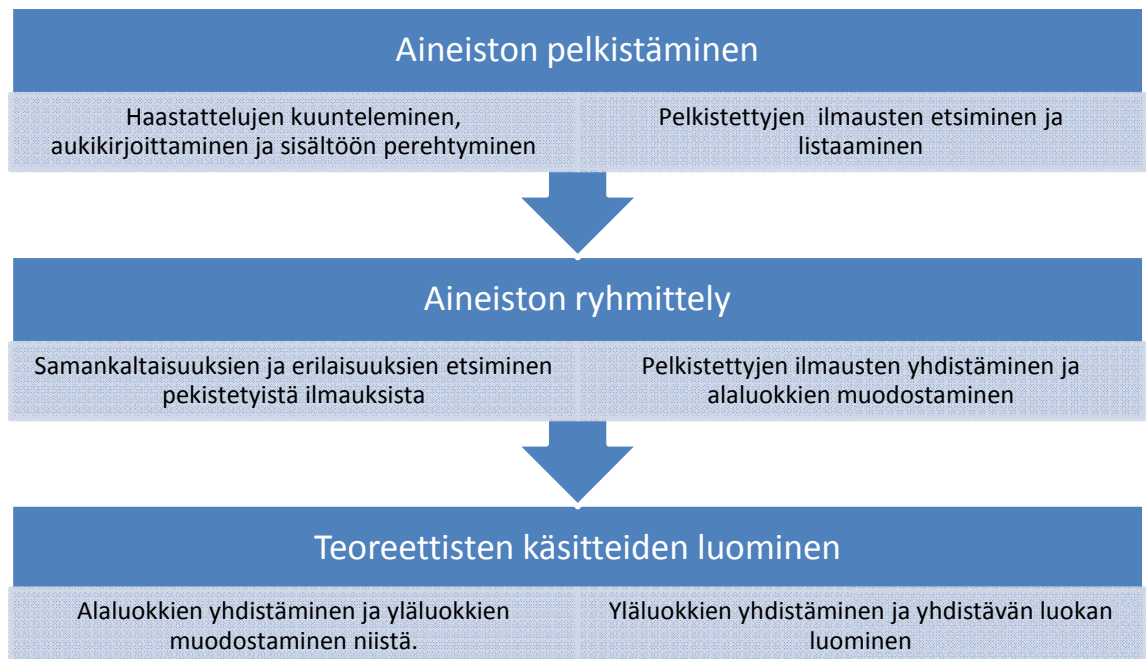 Aineiston pelkistäminen
Haastattelujen kuunteleminen,
aukikirjoittaminen ja sisältöön perehtyminen
Pelkistettyjen ilmausten etsiminen ja
listaaminen
Aineiston ryhmittely
Samankaltaisuuksien ja erilaisuuksien etsiminen
pekistetyistä ilmauksista
Pelkistettyjen ilmausten yhdistäminen ja
alaluokkien muodostaminen
Teoreettisten käsitteiden luominen
Alaluokkien yhdistäminen ja yläluokkien
muodostaminen niistä.
Yläluokkien yhdistäminen ja yhdistävän luokan
luominen